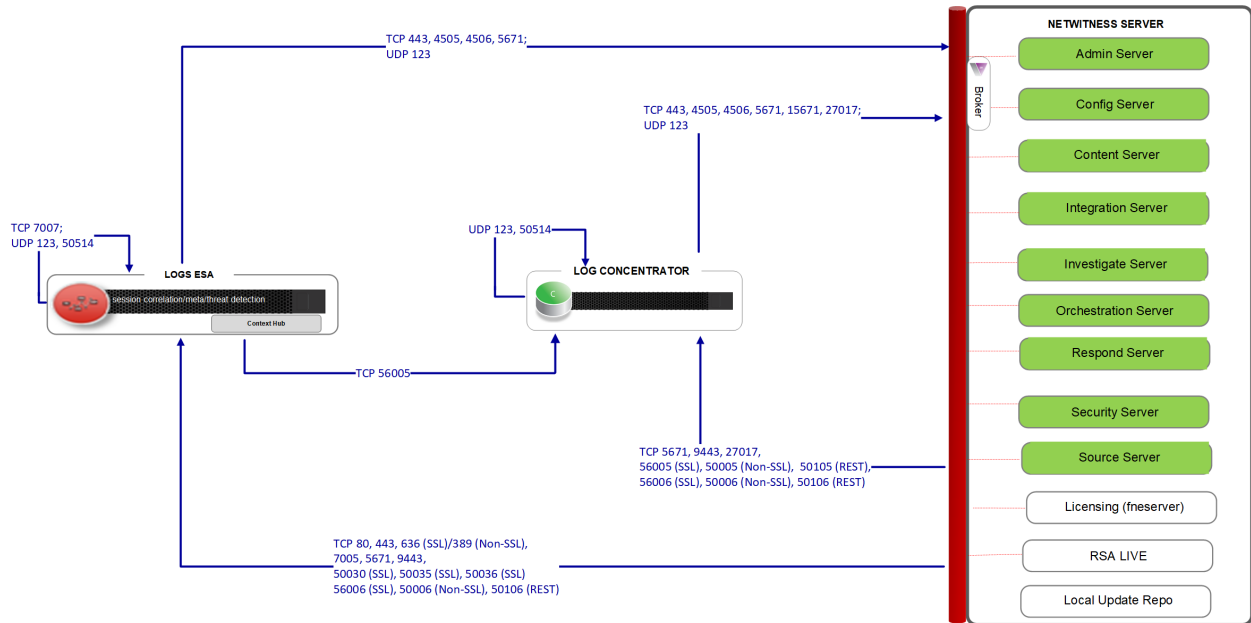 TCP 443, 4505, 4506, 5671;
UDP 123
NETWITNESS SERVER
Admin Server
Broker
Config Server
TCP 443, 4505, 4506, 5671, 15671, 27017;
UDP 123
Content Server
Integration Server
TCP 7007;
UDP 123, 50514
UDP 123, 50514
LOGS ESA
session correlation/meta/threat detection
Context Hub
LOG CONCENTRATOR
C
Investigate Server
Orchestration Server
Respond Server
TCP 56005
Security Server
TCP 5671, 9443, 27017,
56005 (SSL), 50005 (Non-SSL), 50105 (REST),
56006 (SSL), 50006 (Non-SSL), 50106 (REST)
Source Server
Licensing (fneserver)
TCP 80, 443, 636 (SSL)/389 (Non-SSL),
7005, 5671, 9443,
50030 (SSL), 50035 (SSL), 50036 (SSL)
56006 (SSL), 50006 (Non-SSL), 50106 (REST)
RSA LIVE
Local Update Repo